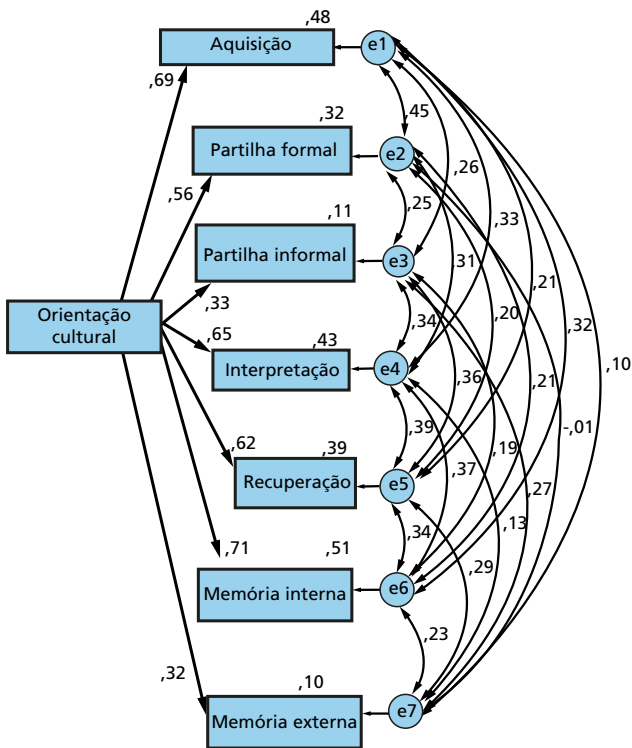 ,48
Aquisição
e1
,69
,45
,32
Partilha formal
e2
,56
,26
,25
,11
,33
Partilha informal
e3
,31
,21
,33
Orientação
cultural
,34
,20
,32
,65
,43
Interpretação
e4
,36
,21
,10
-,01
,39
,62
,39
,37
,19
Recuperação
e5
,27
,34
,13
,71
,51
,29
Memória interna
e6
,23
,32
,10
Memória externa
e7